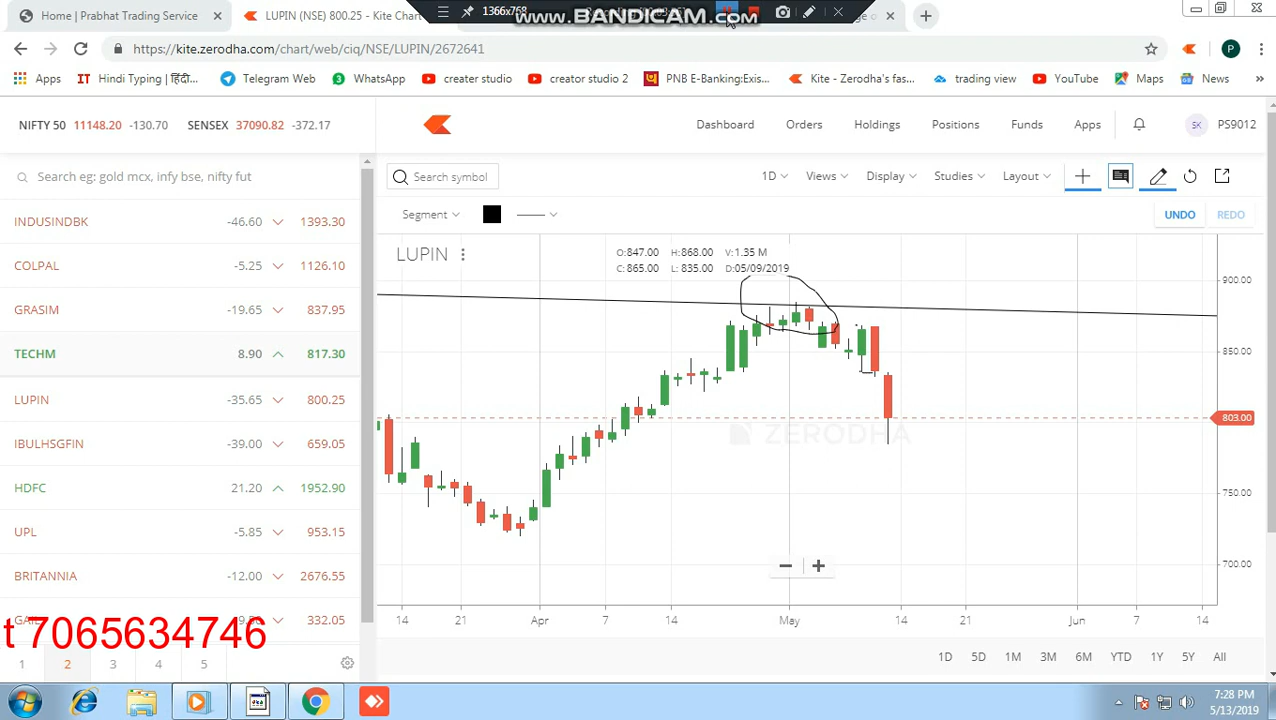 Home | Prabhat Trading Service
LUPIN (NSE) 800.25 - Kite Chart
1366x768
www.BANDICAM.com
https://kite.zerodha.com/chart/web/ciq/NSE/LUPIN/2672641
P
Apps
IT Hindi Typing |
Telegram Web
3 WhatsApp
creater studio
creator studio 2
PNB E-Banking:Exis...
Kite - Zerodha's fas...
trading view
YouTube
Maps
News
»
NIFTY 50 11148.20 -130.70 SENSEX 37090.82 -372.17
Dashboard Orders Holdings Positions Funds Apps SK PS9012
Search eg: gold mcx, infy bse, nifty fut
Search symbol
1D Views Display Studies Layout
Segment
UNDO REDO
INDUSINDBK -46.60 1393.30
COLPAL -5.25 1126.10
GRASIM -19.65 837.95
TECHM 8.90 817.30
LUPIN -35.65 800.25
IBULHSGFIN -39.00 659.05
HDFC 21.20 1952.90
UPL -5.85 953.15
BRITANNIA -12.00 2676.55
332.05
t 7065634746
1 2 3 4 5
LUPIN
O:847.00 H:868.00 V:1.35 M
C:865.00 L: 835.00 D:05/09/2019
900.00
850.00
803.00
750.00
700.00
ZERODHA
14 21 Apr 7 14 May 14 21 Jun 7 14
1D 5D 1M 3M 6M YTD 1Y 5Y All
7:28 PM
5/13/2019